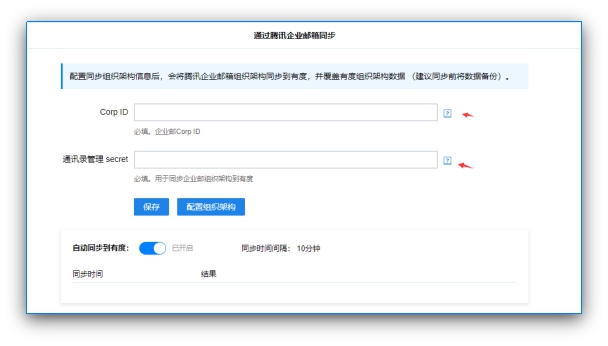 通过腾讯企业邮箱同步
配置同步组织架构信息后，会将腾讯企业邮箱组织架构同步到有度，并覆盖有度组织架构数据 （建议同步前将数据备份）。
Corp ID
必填。企业邮Corp ID
通讯录管理 secret
必填。用于同步企业邮组织架构到有度
保存 配置组织架构
自动同步到有度： 已开启 同步时间间隔： 10分钟
同步时间 结果